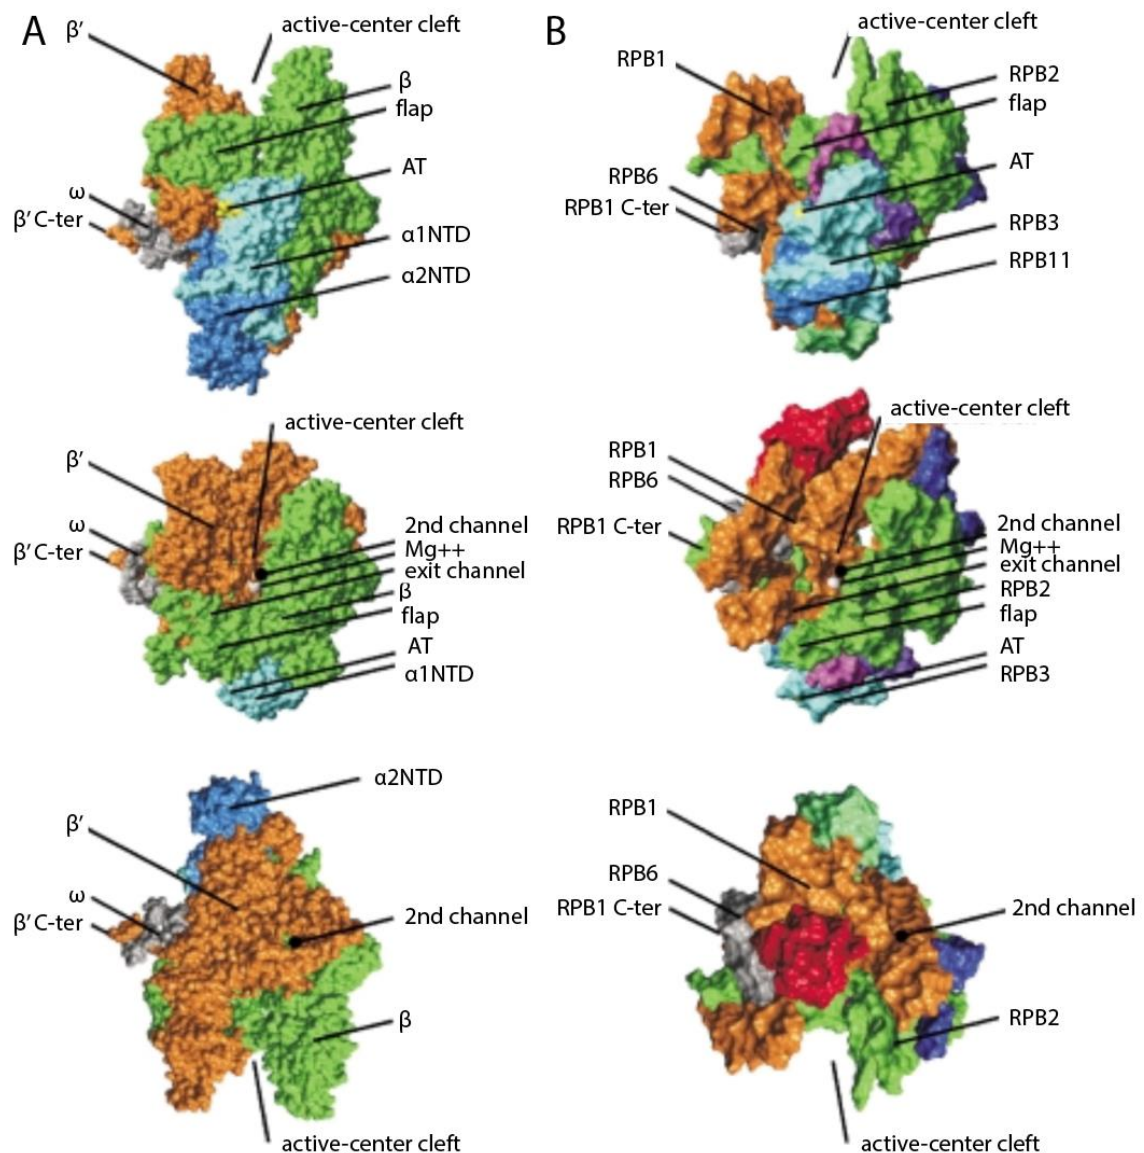 A
β′
active-center cleft
β
flap
AT
ω
β′ C-ter
α1NTD
α2NTD
B
active-center cleft
RPB1
RPB2
flap
AT
RPB6
RPB1 C-ter
RPB3
RPB11
active-center cleft
β′
ω
β′ C-ter
2nd channel
Mg++
exit channel
β
flap
AT
α1NTD
active-center cleft
RPB1
RPB6
RPB1 C-ter
2nd channel
Mg++
exit channel
RPB2
flap
AT
RPB3
α2NTD
β′
ω
β′ C-ter
2nd channel
β
active-center cleft
RPB1
RPB6
RPB1 C-ter
2nd channel
RPB2
active-center cleft